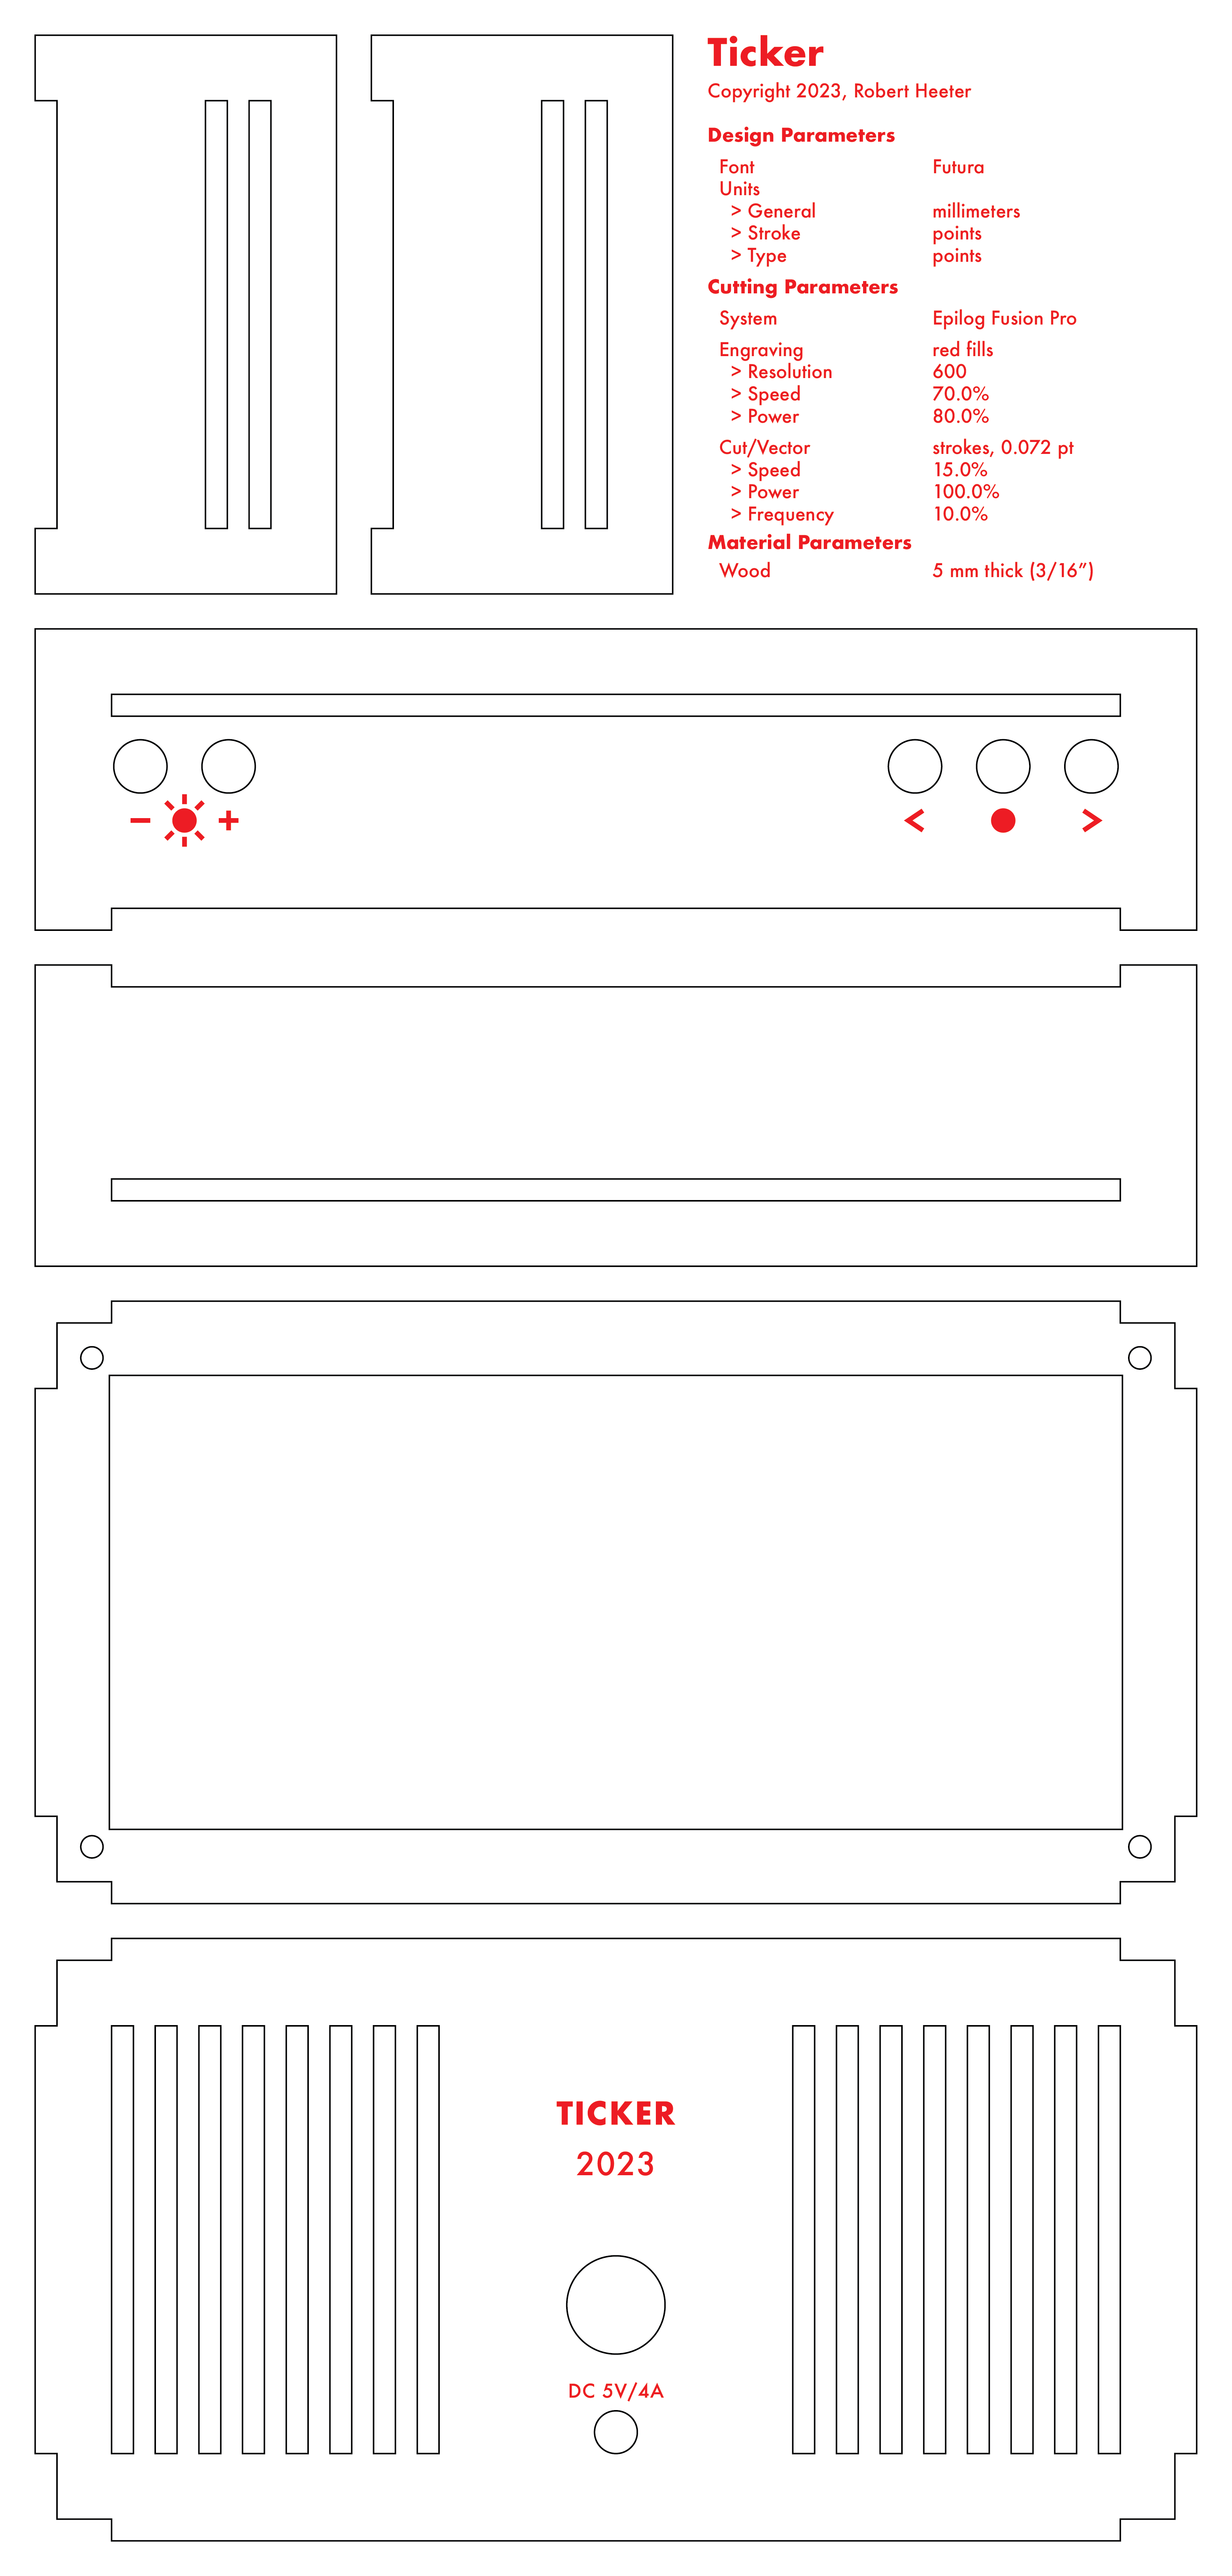 Ticker
Copyright 2023, Robert Heeter
Design Parameters
Font Futura
Units
> General millimeters
> Stroke points
> Type points
Cutting Parameters
System Epilog Fusion Pro
Engraving red fills
> Resolution 600
> Speed 70.0%
> Power 80.0%
Cut/Vector strokes, 0.072 pt
> Speed 15.0%
> Power 100.0%
> Frequency 10.0%
Material Parameters
Wood 5 mm thick (3/16”)
− +
< >
TICKER
2023
DC 5V/4A